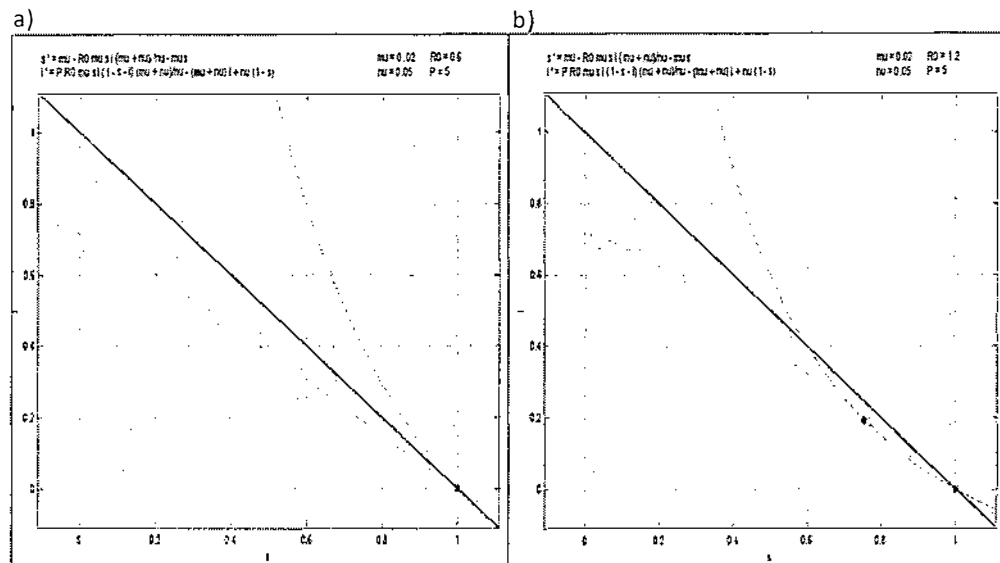 a)
s' = mu - R0 mu s i (mu + nu)/nu - mu s
mu = 0.02 R0 = 0.6
i' = P R0 mu s i (1 - s - i) (mu + nu)/nu - (mu + nu) i + nu (1 - s)
nu = 0.05 P = 5
1
0.8
0.6
0.4
0.2
0
0 0.2 0.4 0.6 0.8 1
b)
s' = mu - R0 mu s i (mu + nu)/nu - mu s
mu = 0.02 R0 = 1.2
i' = P R0 mu s i (1 - s - i) (mu + nu)/nu - (mu + nu) i + nu (1 - s)
nu = 0.05 P = 5
1
0.8
0.6
0.4
0.2
0
0 0.2 0.4 0.6 0.8 1
s